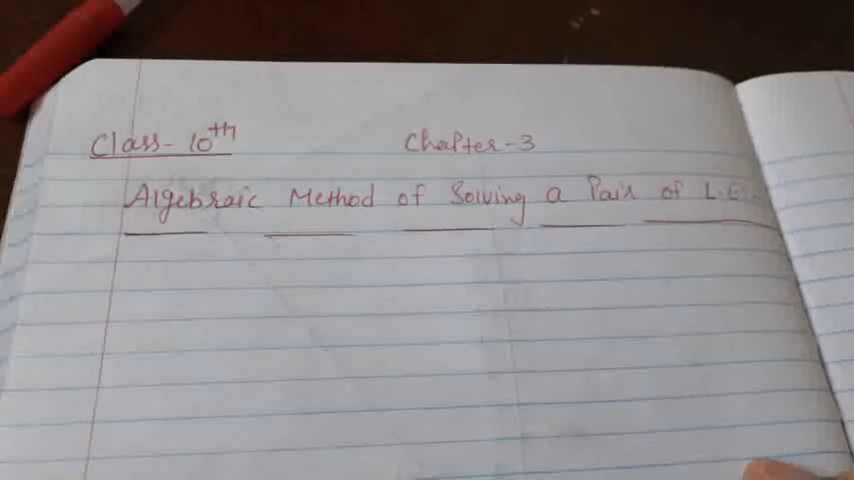 Class- 10th
Chapter-3
Algebraic Method of Solving a Pair of L.E.